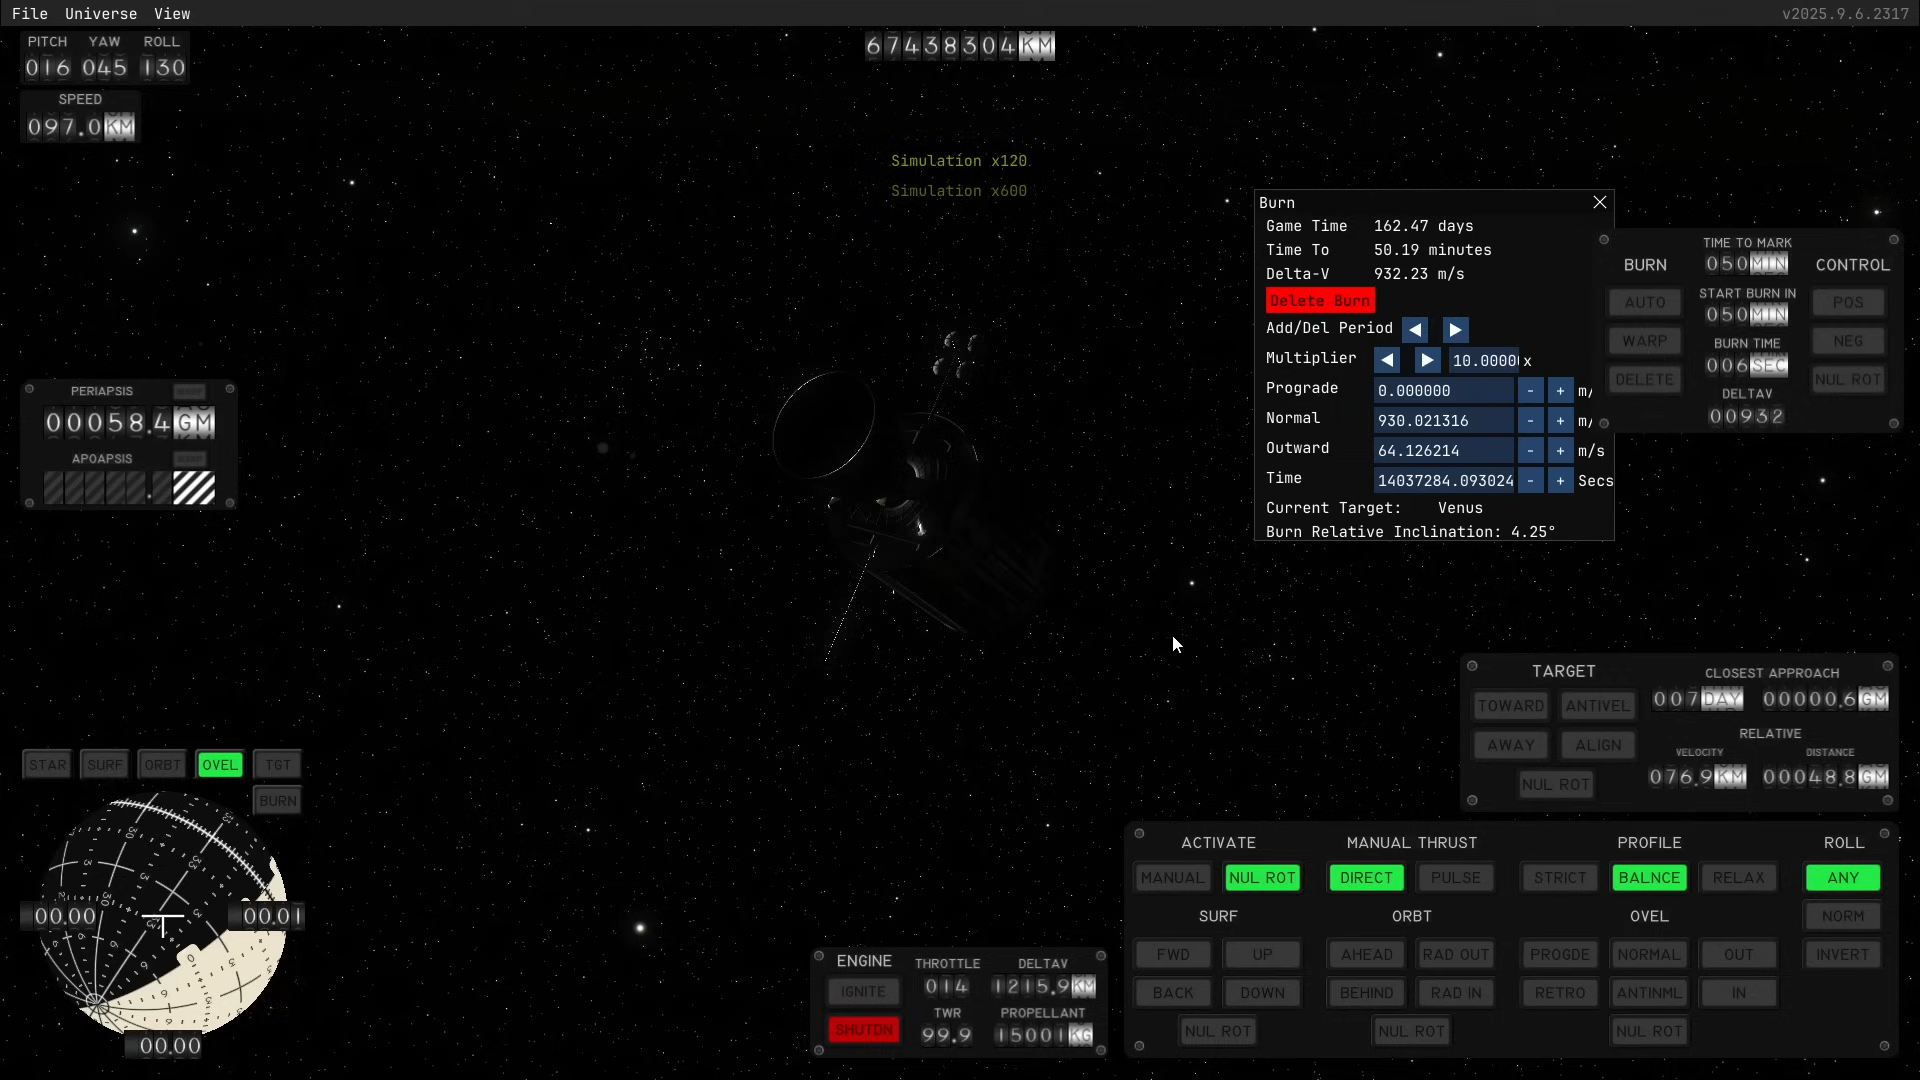 File Universe View
v2025.9.6.2317
PITCH YAW ROLL
016 045 130
SPEED
097.0 KM
67438304 KM
Simulation x120
Simulation x600
Burn
Game Time 162.47 days
Time To 50.19 minutes
Delta-V 932.23 m/s
Delete Burn
Add/Del Period
Multiplier 10.0000 x
Prograde 0.000000 - + m/
Normal 930.021316 - + m/
Outward 64.126214 - + m/s
Time 14037284.093024 - + Secs
Current Target: Venus
Burn Relative Inclination: 4.25°
BURN
AUTO
WARP
DELETE
TIME TO MARK
050 MIN
START BURN IN
050 MIN
BURN TIME
006 SEC
DELTAV
00932
CONTROL
POS
NEG
NUL ROT
PERIAPSIS
00058.4 GM
APOAPSIS
TARGET
TOWARD ANTIVEL
AWAY ALIGN
NUL ROT
CLOSEST APPROACH
007 DAY 00000.6 GM
RELATIVE
VELOCITY DISTANCE
076.9 KM 00048.8 GM
STAR SURF ORBT OVEL TGT
BURN
00.00 00.01
00.00
ENGINE
IGNITE
SHUTDN
THROTTLE
014
TWR
99.9
DELTAV
1215.9 KM
PROPELLANT
15001 KG
ACTIVATE MANUAL THRUST PROFILE ROLL
MANUAL NUL ROT DIRECT PULSE STRICT BALNCE RELAX ANY
SURF ORBT OVEL NORM
FWD UP AHEAD RAD OUT PROGDE NORMAL OUT INVERT
BACK DOWN BEHIND RAD IN RETRO ANTINML IN
NUL ROT NUL ROT NUL ROT